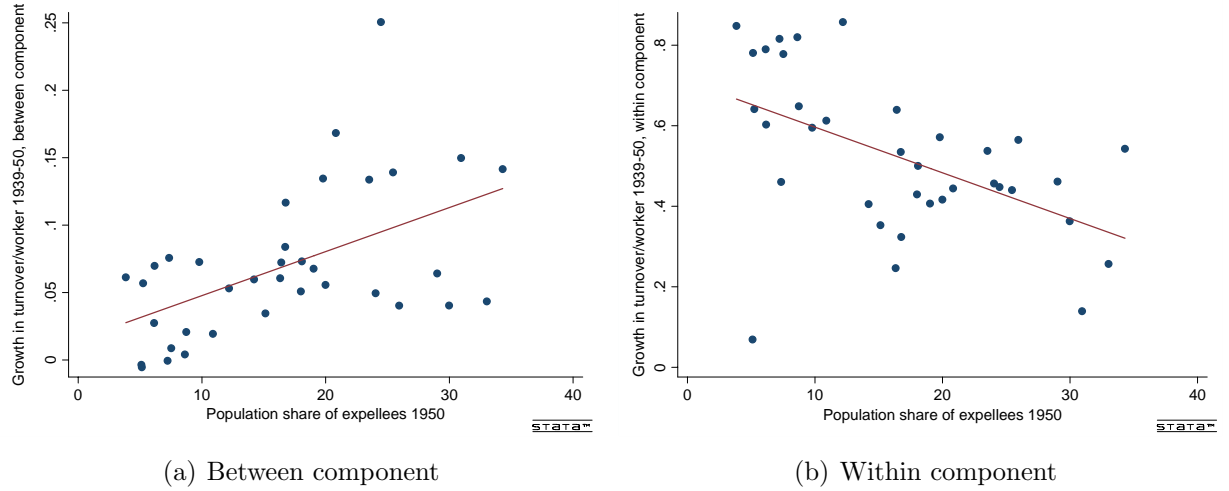 Growth in turnover/worker 1939-50, between component
.25
.2
.15
.1
.05
0
0 10 20 30 40
Population share of expellees 1950
STATA™
(a) Between component
Growth in turnover/worker 1939-50, within component
.8
.6
.4
.2
0
0 10 20 30 40
Population share of expellees 1950
STATA™
(b) Within component